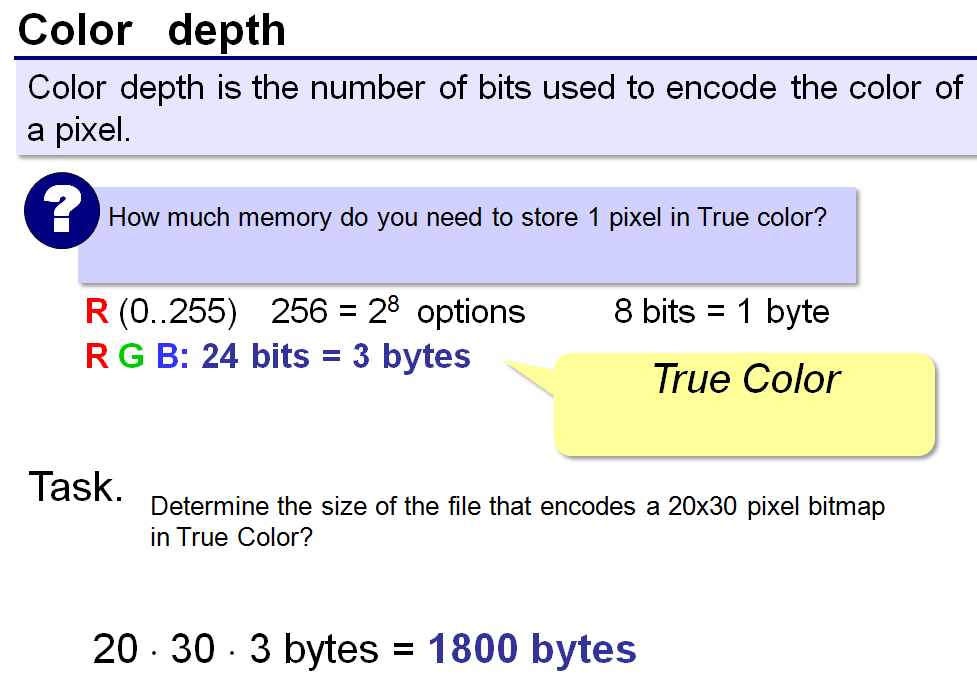 Color depth
Color depth is the number of bits used to encode the color of
a pixel.
?
How much memory do you need to store 1 pixel in True color?
R (0..255) 256 = 2⁸ options 8 bits = 1 byte
R G B: 24 bits = 3 bytes
True Color
Task.
Determine the size of the file that encodes a 20x30 pixel bitmap
in True Color?
20 · 30 · 3 bytes = 1800 bytes